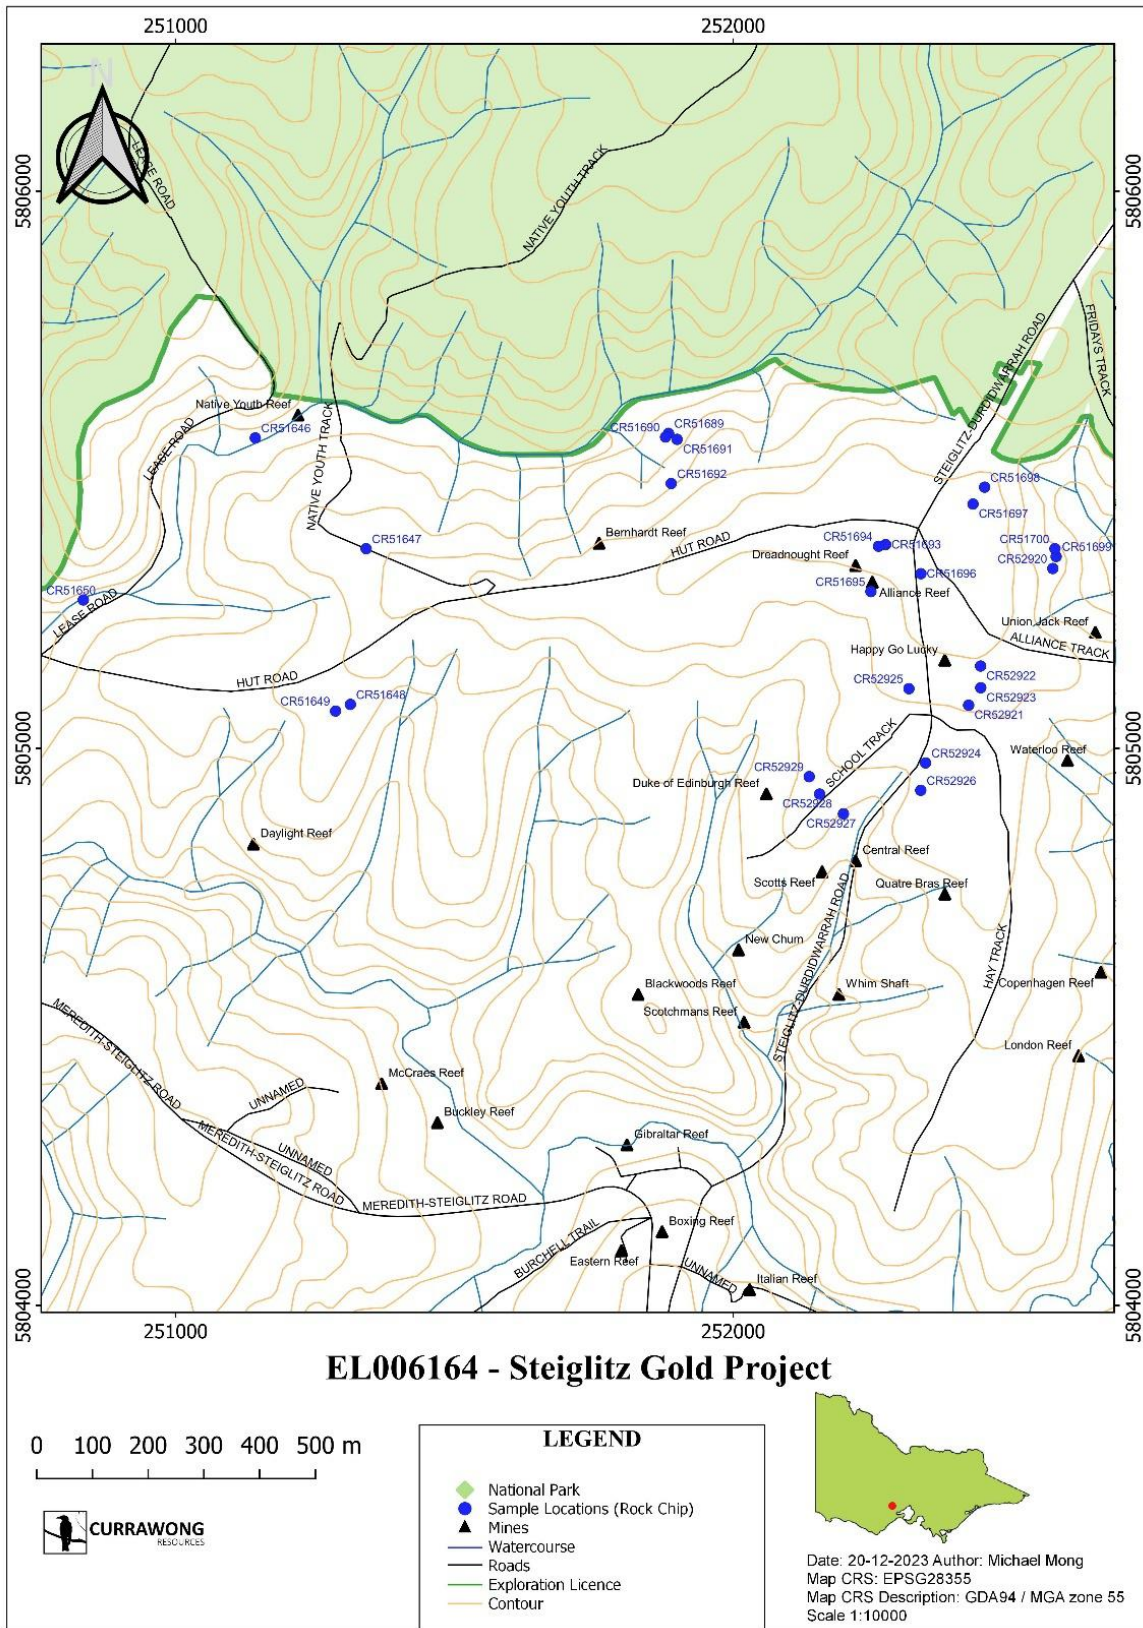 251000
252000
N
5806000
5806000
LEASE ROAD
NATIVE YOUTH TRACK
STEIGLITZ-DURDIDWARRAH ROAD
FRIDAYS TRACK
Native Youth Reef
CR51646
LEASE ROAD
NATIVE YOUTH TRACK
CR51690
CR51689
CR51691
CR51692
CR51698
CR51697
CR51647
Bernhardt Reef
HUT ROAD
CR51694
CR51693
CR51700
CR51699
Dreadnought Reef
CR52920
CR51696
CR51695
Alliance Reef
CR51650
LEASE ROAD
Union Jack Reef
ALLIANCE TRACK
Happy Go Lucky
HUT ROAD
CR52925
CR52922
CR52923
CR51649
CR51648
CR52921
5805000
5805000
SCHOOL TRACK
CR52924
Waterloo Reef
CR52929
Duke of Edinburgh Reef
CR52926
CR52928
CR52927
Daylight Reef
Central Reef
Scotts Reef
Quatre Bras Reef
STEIGLITZ-DURDIDWARRAH ROAD
HAY TRACK
New Chum
Blackwoods Reef
Whim Shaft
Copenhagen Reef
Scotchmans Reef
MEREDITH-STEIGLITZ ROAD
London Reef
McCraes Reef
UNNAMED
Buckley Reef
UNNAMED
MEREDITH-STEIGLITZ ROAD
Gibraltar Reef
MEREDITH-STEIGLITZ ROAD
BURCHELL TRAIL
Boxing Reef
Eastern Reef
UNNAMED
Italian Reef
5804000
5804000
251000
252000
EL006164 - Steiglitz Gold Project
0 100 200 300 400 500 m
CURRAWONG
RESOURCES
LEGEND
National Park
Sample Locations (Rock Chip)
Mines
Watercourse
Roads
Exploration Licence
Contour
Date: 20-12-2023 Author: Michael Mong
Map CRS: EPSG28355
Map CRS Description: GDA94 / MGA zone 55
Scale 1:10000